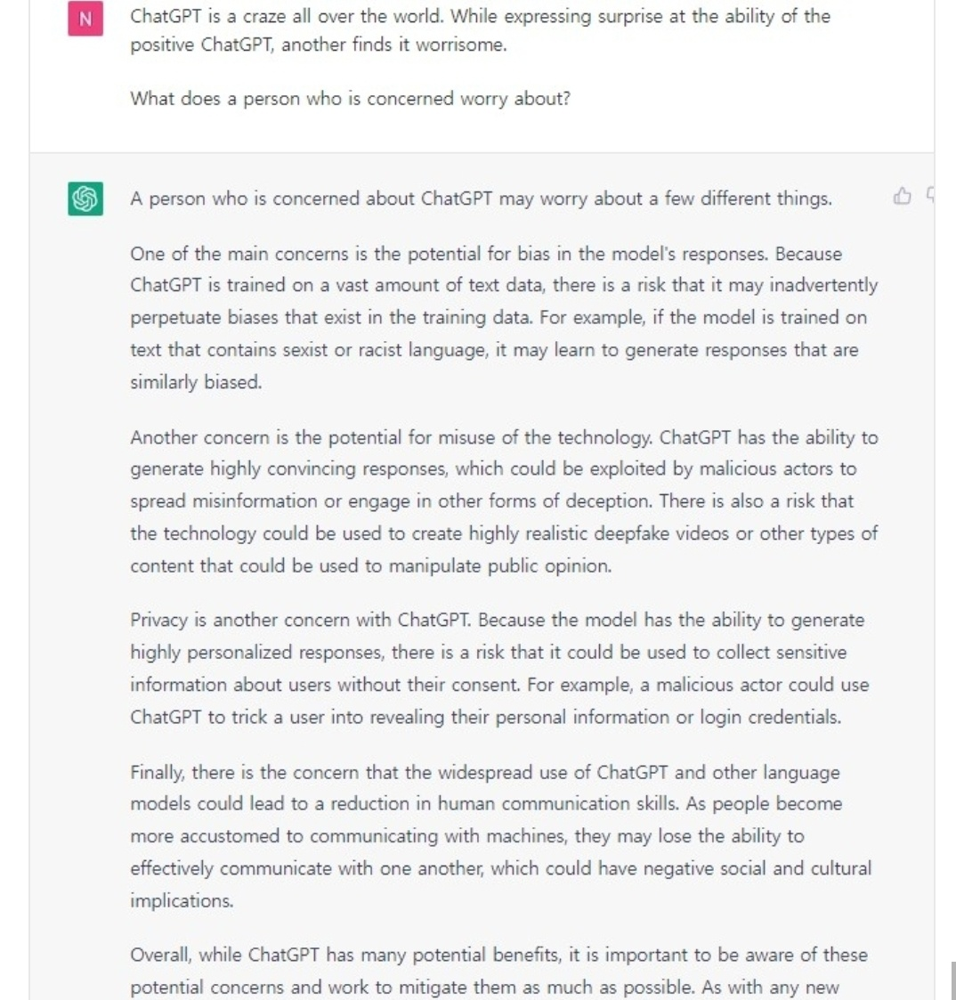 N
ChatGPT is a craze all over the world. While expressing surprise at the ability of the
positive ChatGPT, another finds it worrisome.
What does a person who is concerned worry about?
A person who is concerned about ChatGPT may worry about a few different things.
One of the main concerns is the potential for bias in the model's responses. Because
ChatGPT is trained on a vast amount of text data, there is a risk that it may inadvertently
perpetuate biases that exist in the training data. For example, if the model is trained on
text that contains sexist or racist language, it may learn to generate responses that are
similarly biased.
Another concern is the potential for misuse of the technology. ChatGPT has the ability to
generate highly convincing responses, which could be exploited by malicious actors to
spread misinformation or engage in other forms of deception. There is also a risk that
the technology could be used to create highly realistic deepfake videos or other types of
content that could be used to manipulate public opinion.
Privacy is another concern with ChatGPT. Because the model has the ability to generate
highly personalized responses, there is a risk that it could be used to collect sensitive
information about users without their consent. For example, a malicious actor could use
ChatGPT to trick a user into revealing their personal information or login credentials.
Finally, there is the concern that the widespread use of ChatGPT and other language
models could lead to a reduction in human communication skills. As people become
more accustomed to communicating with machines, they may lose the ability to
effectively communicate with one another, which could have negative social and cultural
implications.
Overall, while ChatGPT has many potential benefits, it is important to be aware of these
potential concerns and work to mitigate them as much as possible. As with any new